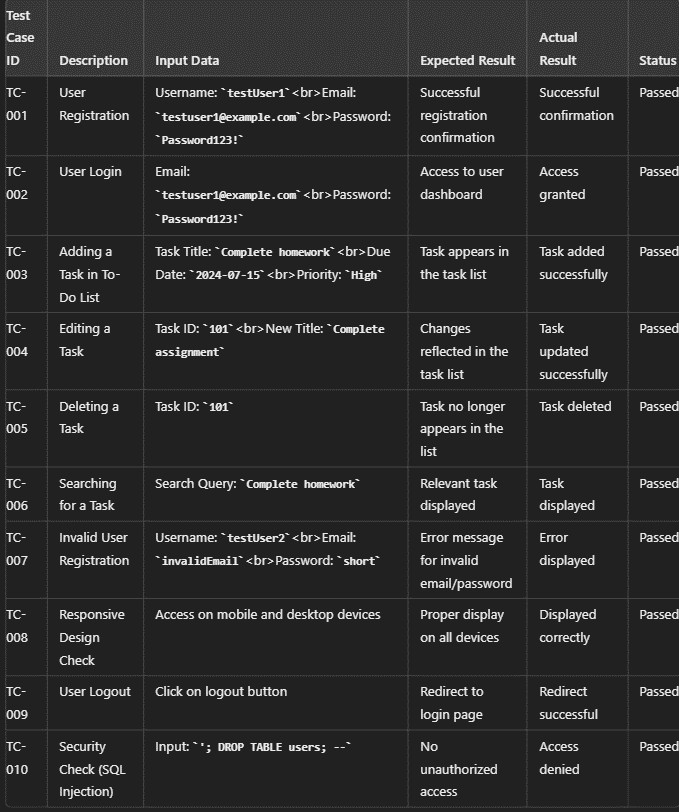 Test Case ID | Description | Input Data | Expected Result | Actual Result | Status
TC-001 | User Registration | Username: `testUser1`<br>Email: `testuser1@example.com`<br>Password: `Password123!` | Successful registration confirmation | Successful confirmation | Passed
TC-002 | User Login | Email: `testuser1@example.com`<br>Password: `Password123!` | Access to user dashboard | Access granted | Passed
TC-003 | Adding a Task in To-Do List | Task Title: `Complete homework`<br>Due Date: `2024-07-15`<br>Priority: `High` | Task appears in the task list | Task added successfully | Passed
TC-004 | Editing a Task | Task ID: `101`<br>New Title: `Complete assignment` | Changes reflected in the task list | Task updated successfully | Passed
TC-005 | Deleting a Task | Task ID: `101` | Task no longer appears in the list | Task deleted | Passed
TC-006 | Searching for a Task | Search Query: `Complete homework` | Relevant task displayed | Task displayed | Passed
TC-007 | Invalid User Registration | Username: `testUser2`<br>Email: `invalidEmail`<br>Password: `short` | Error message for invalid email/password | Error displayed | Passed
TC-008 | Responsive Design Check | Access on mobile and desktop devices | Proper display on all devices | Displayed correctly | Passed
TC-009 | User Logout | Click on logout button | Redirect to login page | Redirect successful | Passed
TC-010 | Security Check (SQL Injection) | Input: `'; DROP TABLE users; --` | No unauthorized access | Access denied | Passed